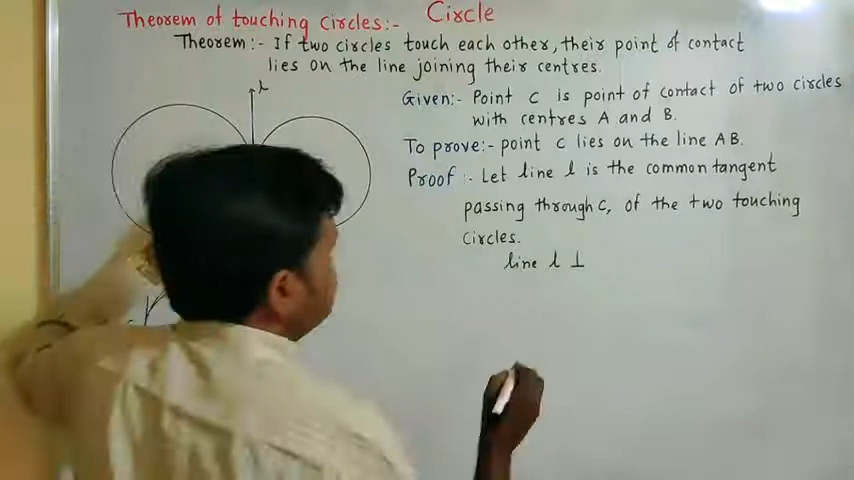 Circle
Theorem of touching circles:-
Theorem:- If two circles touch each other, their point of contact
lies on the line joining their centres.
l
Given:- Point C is point of contact of two circles
with centres A and B.
To prove:- point C lies on the line AB.
Proof:- Let line l is the common tangent
passing through C, of the two touching
circles.
line l ⊥